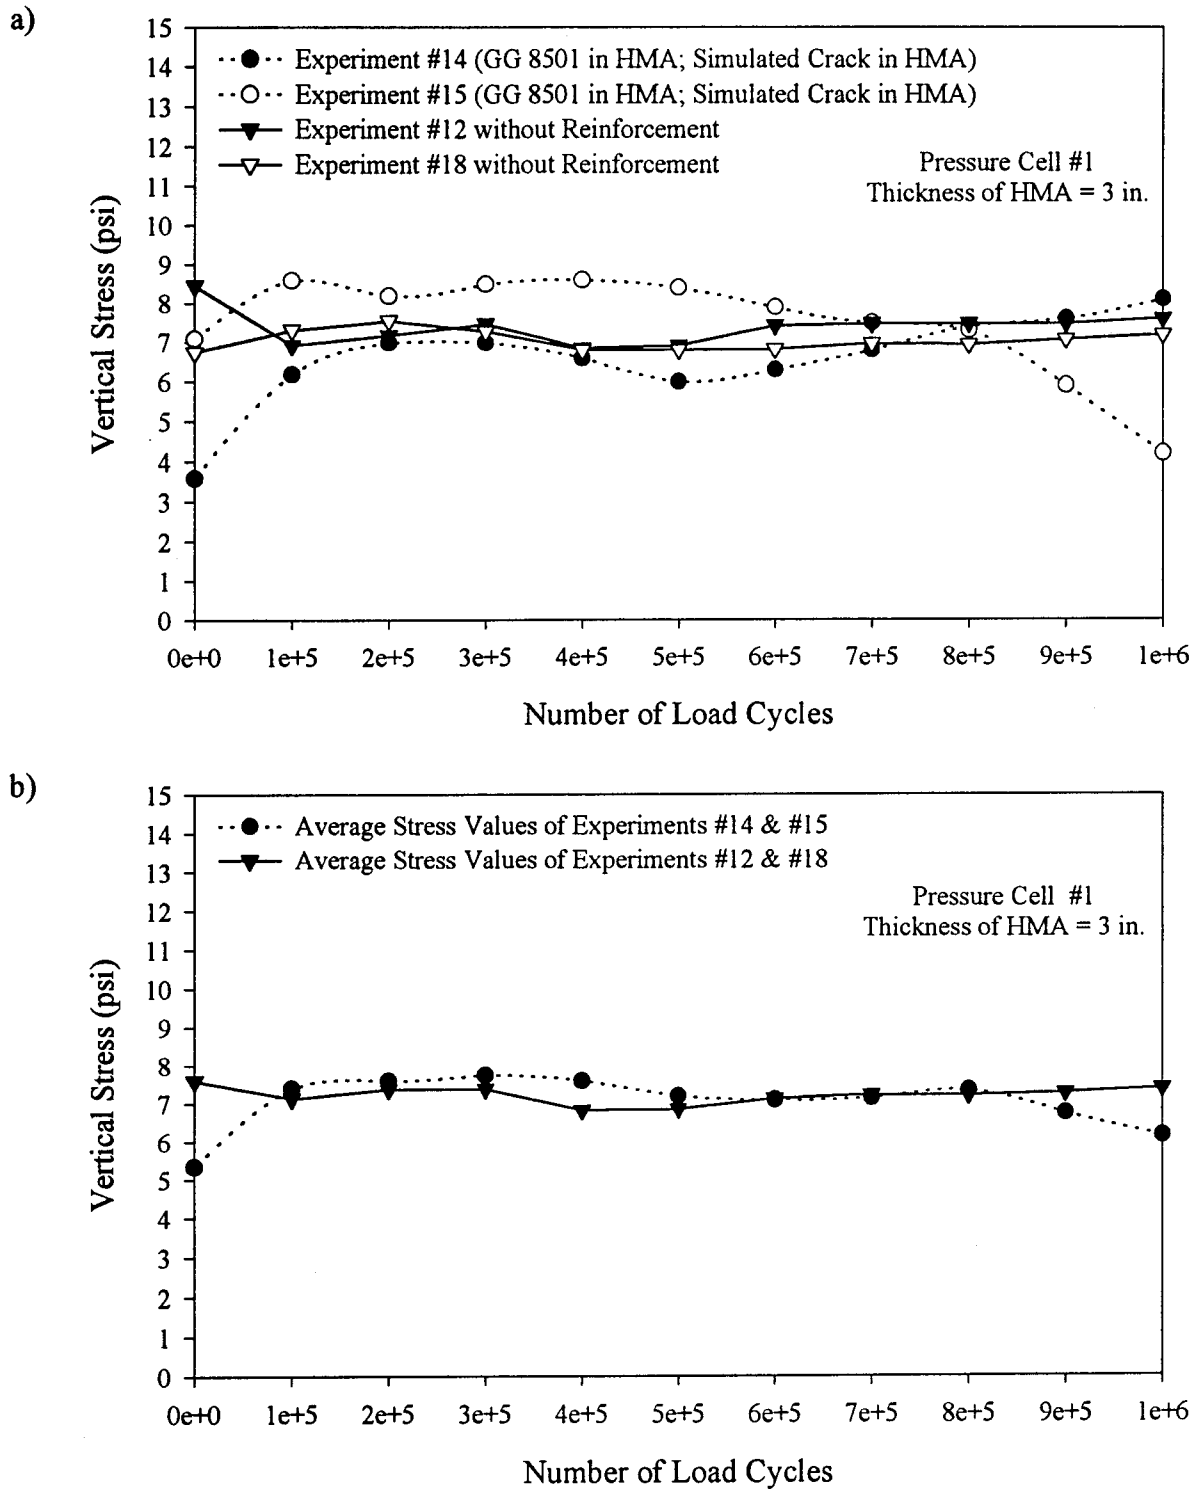 a)
15
14
13
12
11
10
9
8
7
6
5
4
3
2
1
0
Vertical Stress (psi)
Experiment #14 (GG 8501 in HMA; Simulated Crack in HMA)
Experiment #15 (GG 8501 in HMA; Simulated Crack in HMA)
Experiment #12 without Reinforcement
Experiment #18 without Reinforcement
Pressure Cell #1
Thickness of HMA = 3 in.
0e+0 1e+5 2e+5 3e+5 4e+5 5e+5 6e+5 7e+5 8e+5 9e+5 1e+6
Number of Load Cycles
b)
15
14
13
12
11
10
9
8
7
6
5
4
3
2
1
0
Vertical Stress (psi)
Average Stress Values of Experiments #14 & #15
Average Stress Values of Experiments #12 & #18
Pressure Cell #1
Thickness of HMA = 3 in.
0e+0 1e+5 2e+5 3e+5 4e+5 5e+5 6e+5 7e+5 8e+5 9e+5 1e+6
Number of Load Cycles